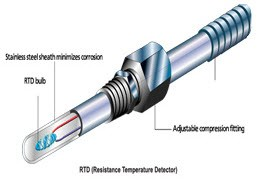 Stainless steel sheath minimizes corrosion
RTD bulb
Adjustable compression fitting
RTD (Resistance Temperature Detector)